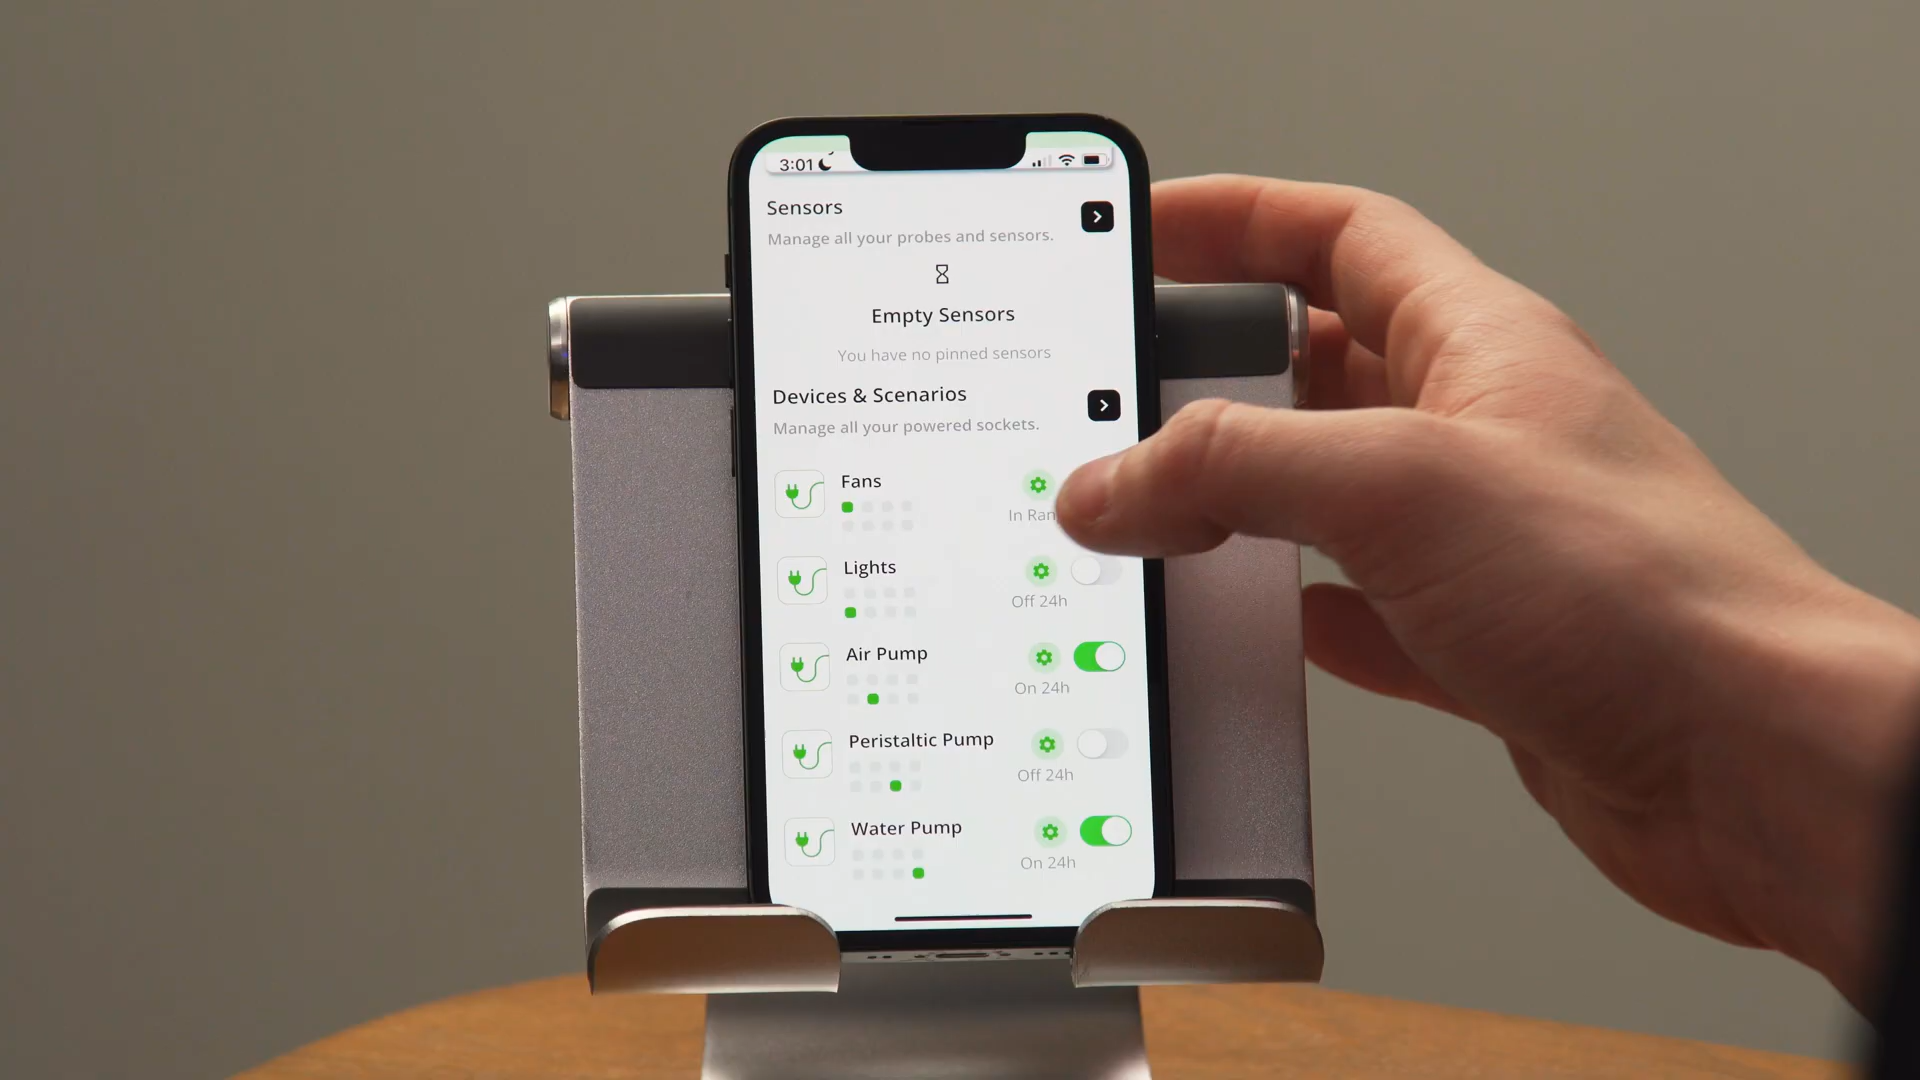 3:01
Sensors
Manage all your probes and sensors.
Empty Sensors
You have no pinned sensors
Devices & Scenarios
Manage all your powered sockets.
Fans
In Ran
Lights
Off 24h
Air Pump
On 24h
Peristaltic Pump
Off 24h
Water Pump
On 24h